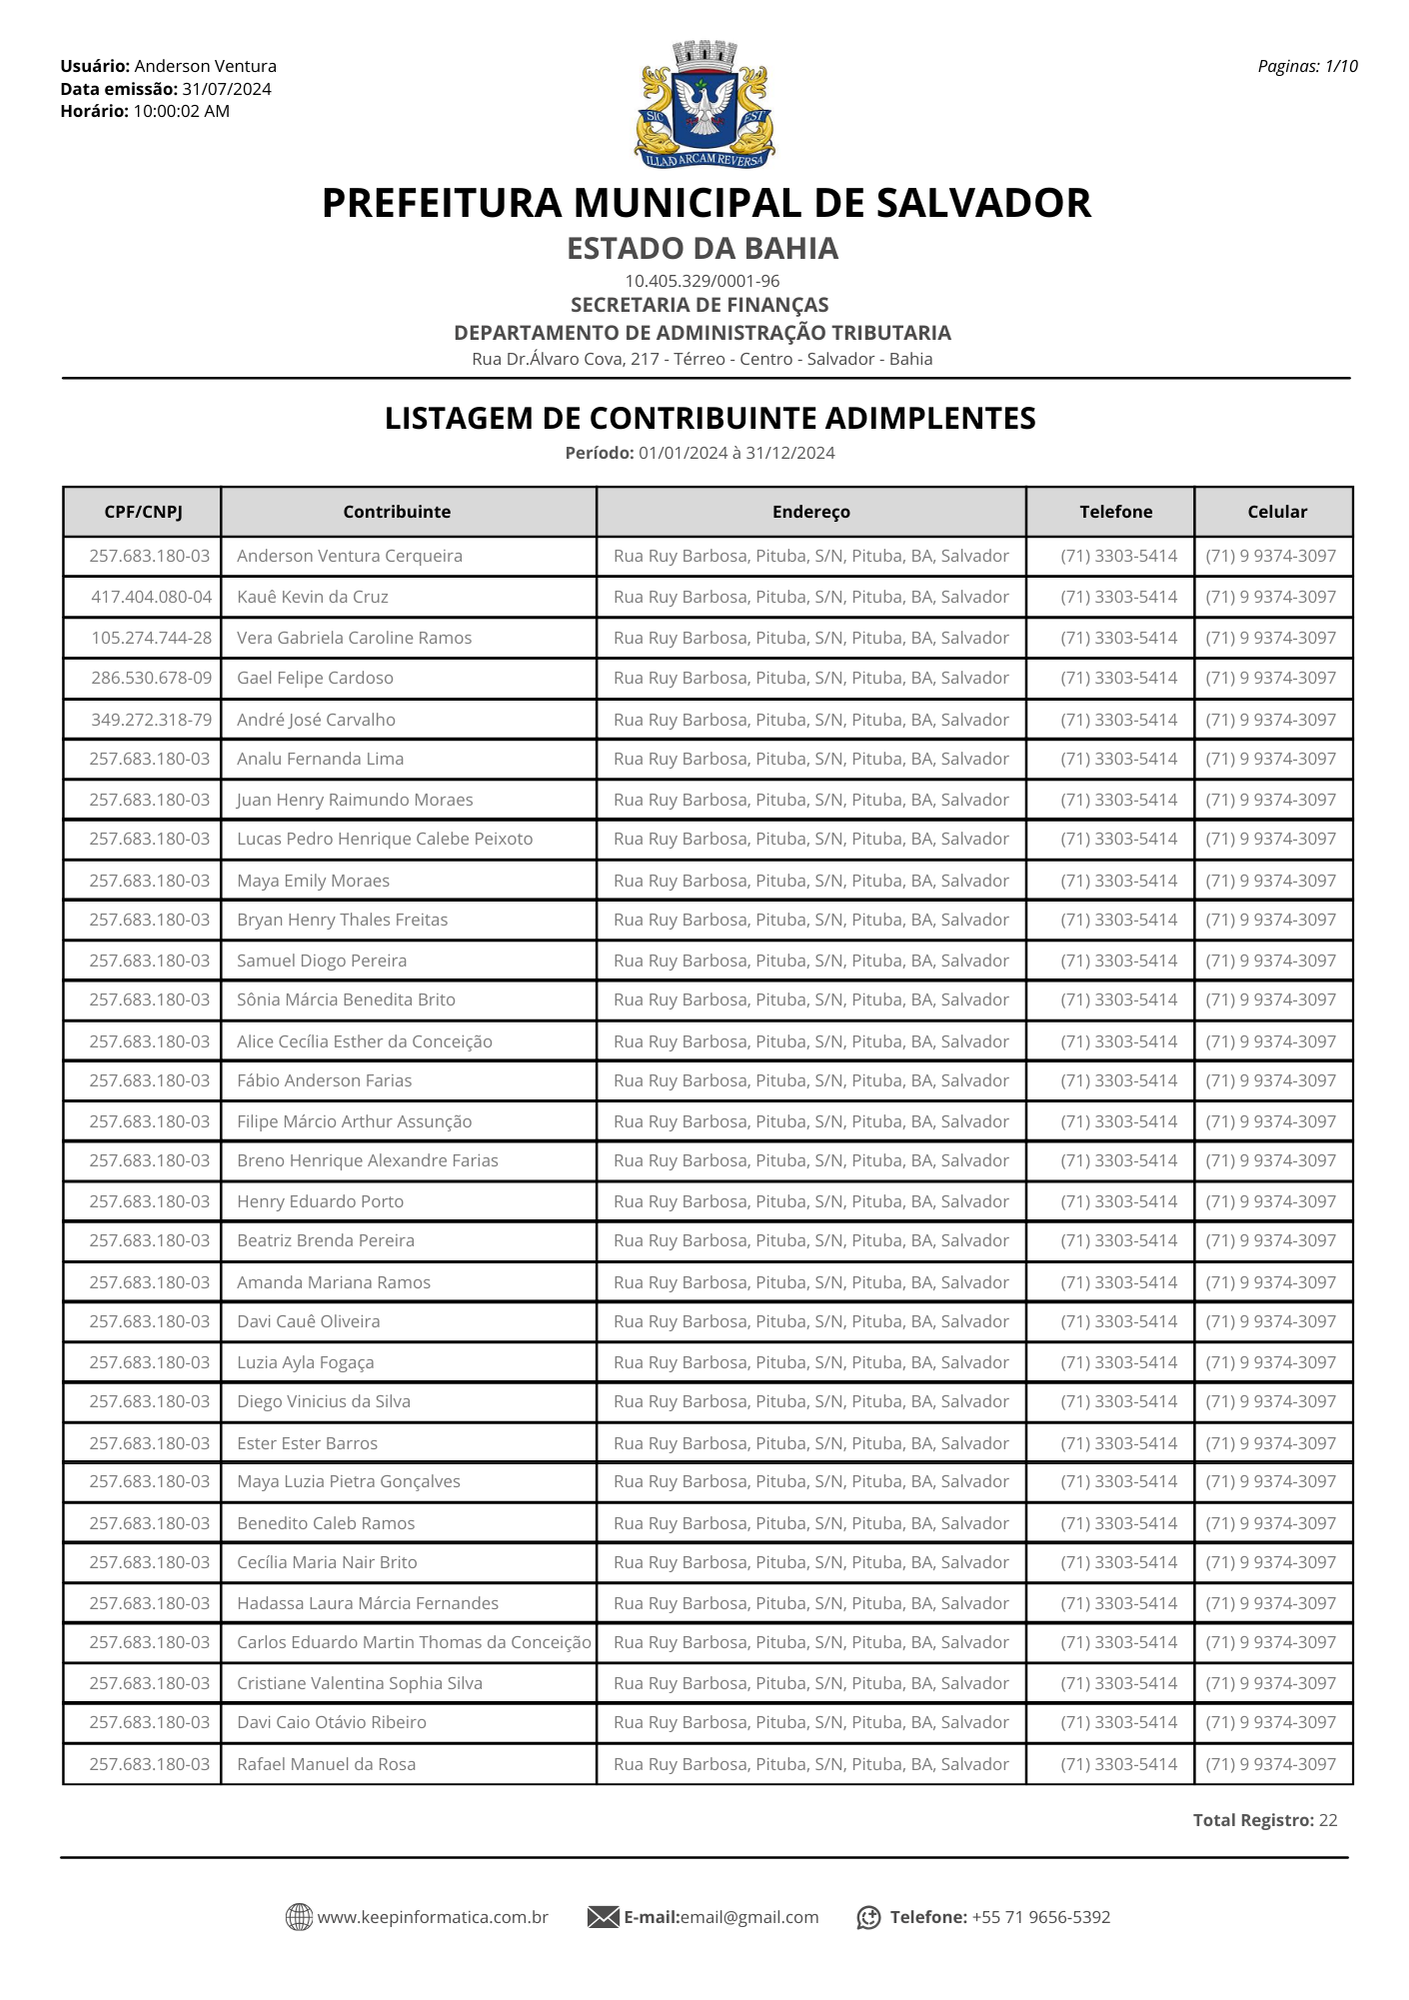 Usuário: Anderson Ventura
Data emissão: 31/07/2024
Horário: 10:00:02 AM
Paginas: 1/10
SIC EST
ILLA AD ARCAM REVERSA
PREFEITURA MUNICIPAL DE SALVADOR
ESTADO DA BAHIA
10.405.329/0001-96
SECRETARIA DE FINANÇAS
DEPARTAMENTO DE ADMINISTRAÇÃO TRIBUTARIA
Rua Dr.Álvaro Cova, 217 - Térreo - Centro - Salvador - Bahia
LISTAGEM DE CONTRIBUINTE ADIMPLENTES
Período: 01/01/2024 à 31/12/2024
CPF/CNPJ Contribuinte Endereço Telefone Celular
257.683.180-03 Anderson Ventura Cerqueira Rua Ruy Barbosa, Pituba, S/N, Pituba, BA, Salvador (71) 3303-5414 (71) 9 9374-3097
417.404.080-04 Kauê Kevin da Cruz Rua Ruy Barbosa, Pituba, S/N, Pituba, BA, Salvador (71) 3303-5414 (71) 9 9374-3097
105.274.744-28 Vera Gabriela Caroline Ramos Rua Ruy Barbosa, Pituba, S/N, Pituba, BA, Salvador (71) 3303-5414 (71) 9 9374-3097
286.530.678-09 Gael Felipe Cardoso Rua Ruy Barbosa, Pituba, S/N, Pituba, BA, Salvador (71) 3303-5414 (71) 9 9374-3097
349.272.318-79 André José Carvalho Rua Ruy Barbosa, Pituba, S/N, Pituba, BA, Salvador (71) 3303-5414 (71) 9 9374-3097
257.683.180-03 Analu Fernanda Lima Rua Ruy Barbosa, Pituba, S/N, Pituba, BA, Salvador (71) 3303-5414 (71) 9 9374-3097
257.683.180-03 Juan Henry Raimundo Moraes Rua Ruy Barbosa, Pituba, S/N, Pituba, BA, Salvador (71) 3303-5414 (71) 9 9374-3097
257.683.180-03 Lucas Pedro Henrique Calebe Peixoto Rua Ruy Barbosa, Pituba, S/N, Pituba, BA, Salvador (71) 3303-5414 (71) 9 9374-3097
257.683.180-03 Maya Emily Moraes Rua Ruy Barbosa, Pituba, S/N, Pituba, BA, Salvador (71) 3303-5414 (71) 9 9374-3097
257.683.180-03 Bryan Henry Thales Freitas Rua Ruy Barbosa, Pituba, S/N, Pituba, BA, Salvador (71) 3303-5414 (71) 9 9374-3097
257.683.180-03 Samuel Diogo Pereira Rua Ruy Barbosa, Pituba, S/N, Pituba, BA, Salvador (71) 3303-5414 (71) 9 9374-3097
257.683.180-03 Sônia Márcia Benedita Brito Rua Ruy Barbosa, Pituba, S/N, Pituba, BA, Salvador (71) 3303-5414 (71) 9 9374-3097
257.683.180-03 Alice Cecília Esther da Conceição Rua Ruy Barbosa, Pituba, S/N, Pituba, BA, Salvador (71) 3303-5414 (71) 9 9374-3097
257.683.180-03 Fábio Anderson Farias Rua Ruy Barbosa, Pituba, S/N, Pituba, BA, Salvador (71) 3303-5414 (71) 9 9374-3097
257.683.180-03 Filipe Márcio Arthur Assunção Rua Ruy Barbosa, Pituba, S/N, Pituba, BA, Salvador (71) 3303-5414 (71) 9 9374-3097
257.683.180-03 Breno Henrique Alexandre Farias Rua Ruy Barbosa, Pituba, S/N, Pituba, BA, Salvador (71) 3303-5414 (71) 9 9374-3097
257.683.180-03 Henry Eduardo Porto Rua Ruy Barbosa, Pituba, S/N, Pituba, BA, Salvador (71) 3303-5414 (71) 9 9374-3097
257.683.180-03 Beatriz Brenda Pereira Rua Ruy Barbosa, Pituba, S/N, Pituba, BA, Salvador (71) 3303-5414 (71) 9 9374-3097
257.683.180-03 Amanda Mariana Ramos Rua Ruy Barbosa, Pituba, S/N, Pituba, BA, Salvador (71) 3303-5414 (71) 9 9374-3097
257.683.180-03 Davi Cauê Oliveira Rua Ruy Barbosa, Pituba, S/N, Pituba, BA, Salvador (71) 3303-5414 (71) 9 9374-3097
257.683.180-03 Luzia Ayla Fogaça Rua Ruy Barbosa, Pituba, S/N, Pituba, BA, Salvador (71) 3303-5414 (71) 9 9374-3097
257.683.180-03 Diego Vinicius da Silva Rua Ruy Barbosa, Pituba, S/N, Pituba, BA, Salvador (71) 3303-5414 (71) 9 9374-3097
257.683.180-03 Ester Ester Barros Rua Ruy Barbosa, Pituba, S/N, Pituba, BA, Salvador (71) 3303-5414 (71) 9 9374-3097
257.683.180-03 Maya Luzia Pietra Gonçalves Rua Ruy Barbosa, Pituba, S/N, Pituba, BA, Salvador (71) 3303-5414 (71) 9 9374-3097
257.683.180-03 Benedito Caleb Ramos Rua Ruy Barbosa, Pituba, S/N, Pituba, BA, Salvador (71) 3303-5414 (71) 9 9374-3097
257.683.180-03 Cecília Maria Nair Brito Rua Ruy Barbosa, Pituba, S/N, Pituba, BA, Salvador (71) 3303-5414 (71) 9 9374-3097
257.683.180-03 Hadassa Laura Márcia Fernandes Rua Ruy Barbosa, Pituba, S/N, Pituba, BA, Salvador (71) 3303-5414 (71) 9 9374-3097
257.683.180-03 Carlos Eduardo Martin Thomas da Conceição Rua Ruy Barbosa, Pituba, S/N, Pituba, BA, Salvador (71) 3303-5414 (71) 9 9374-3097
257.683.180-03 Cristiane Valentina Sophia Silva Rua Ruy Barbosa, Pituba, S/N, Pituba, BA, Salvador (71) 3303-5414 (71) 9 9374-3097
257.683.180-03 Davi Caio Otávio Ribeiro Rua Ruy Barbosa, Pituba, S/N, Pituba, BA, Salvador (71) 3303-5414 (71) 9 9374-3097
257.683.180-03 Rafael Manuel da Rosa Rua Ruy Barbosa, Pituba, S/N, Pituba, BA, Salvador (71) 3303-5414 (71) 9 9374-3097
Total Registro: 22
www.keepinformatica.com.br E-mail:email@gmail.com Telefone: +55 71 9656-5392